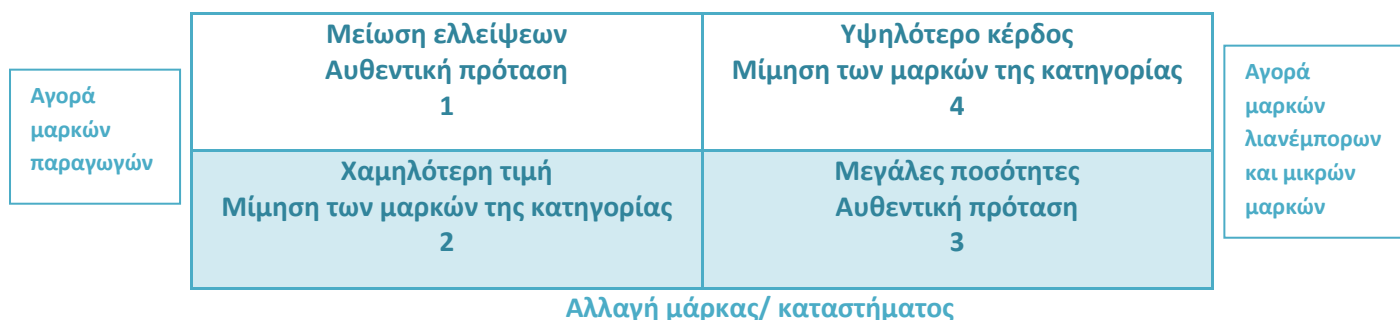 Μείωση ελλείψεων
Αυθεντική πρόταση
1
Υψηλότερο κέρδος
Μίμηση των μαρκών της κατηγορίας
4
Αγορά
μαρκών
παραγωγών
Αγορά
μαρκών
λιανέμπορων
και μικρών
μαρκών
Χαμηλότερη τιμή
Μίμηση των μαρκών της κατηγορίας
2
Μεγάλες ποσότητες
Αυθεντική πρόταση
3
Αλλαγή μάρκας/ καταστήματος